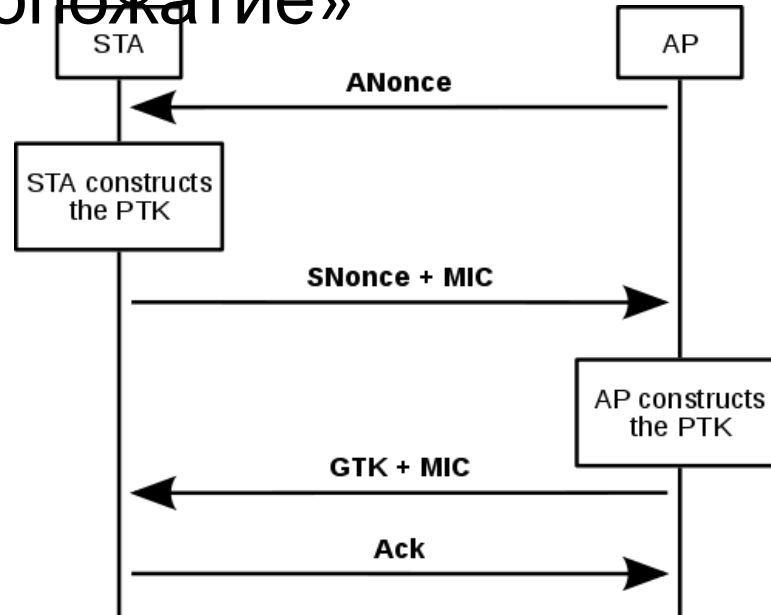 STA
AP
ANonce
STA constructs
the PTK
SNonce + MIC
AP constructs
the PTK
GTK + MIC
Ack